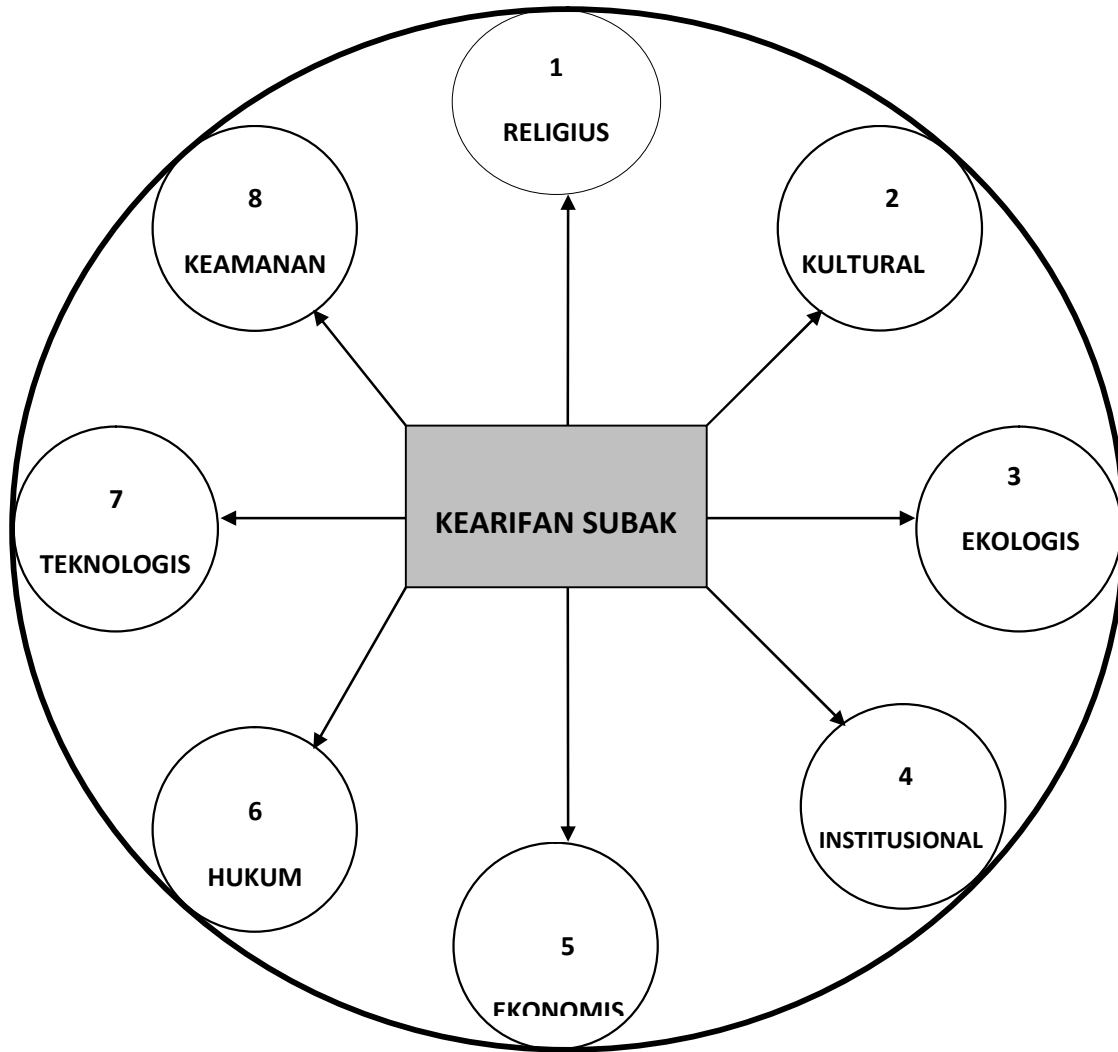 1
RELIGIUS
2
KULTURAL
3
EKOLOGIS
4
INSTITUSIONAL
5
EKONOMIS
6
HUKUM
7
TEKNOLOGIS
8
KEAMANAN
KEARIFAN SUBAK